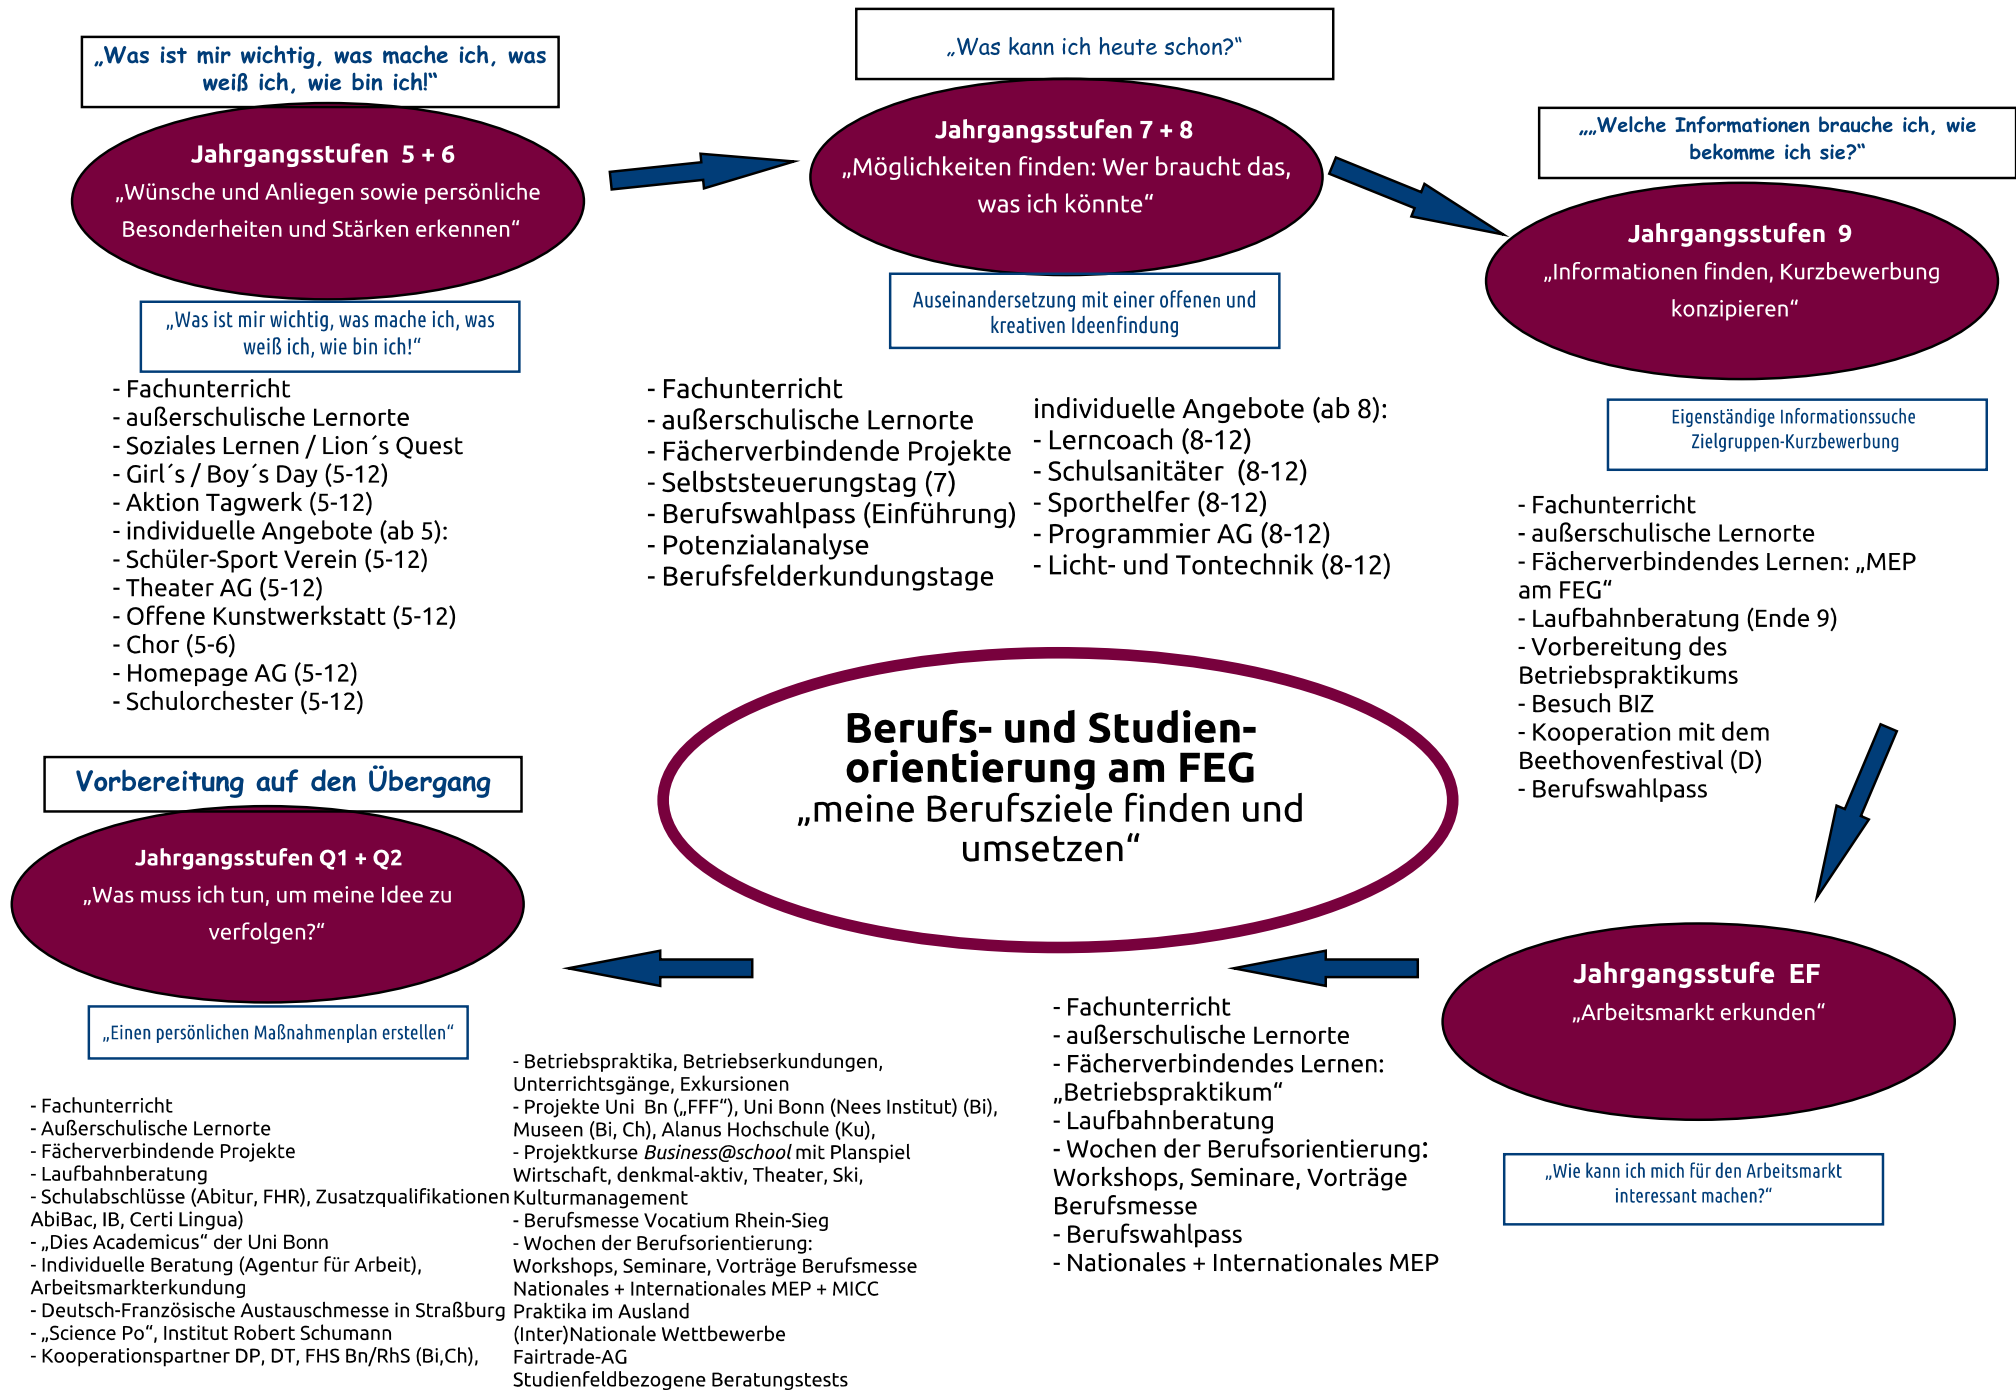 „Was ist mir wichtig, was mache ich, was
weiß ich, wie bin ich!“
Jahrgangsstufen 5 + 6
„Wünsche und Anliegen sowie persönliche
Besonderheiten und Stärken erkennen“
„Was ist mir wichtig, was mache ich, was
weiß ich, wie bin ich!“
- Fachunterricht
- außerschulische Lernorte
- Soziales Lernen / Lion´s Quest
- Girl´s / Boy´s Day (5-12)
- Aktion Tagwerk (5-12)
- individuelle Angebote (ab 5):
- Schüler-Sport Verein (5-12)
- Theater AG (5-12)
- Offene Kunstwerkstatt (5-12)
- Chor (5-6)
- Homepage AG (5-12)
- Schulorchester (5-12)
„Was kann ich heute schon?“
Jahrgangsstufen 7 + 8
„Möglichkeiten finden: Wer braucht das,
was ich könnte“
Auseinandersetzung mit einer offenen und
kreativen Ideenfindung
- Fachunterricht
- außerschulische Lernorte
- Fächerverbindende Projekte
- Selbststeuerungstag (7)
- Berufswahlpass (Einführung)
- Potenzialanalyse
- Berufsfelderkundungstage
individuelle Angebote (ab 8):
- Lerncoach (8-12)
- Schulsanitäter (8-12)
- Sporthelfer (8-12)
- Programmier AG (8-12)
- Licht- und Tontechnik (8-12)
„„Welche Informationen brauche ich, wie
bekomme ich sie?“
Jahrgangsstufen 9
„Informationen finden, Kurzbewerbung
konzipieren“
Eigenständige Informationssuche
Zielgruppen-Kurzbewerbung
- Fachunterricht
- außerschulische Lernorte
- Fächerverbindendes Lernen: „MEP
am FEG“
- Laufbahnberatung (Ende 9)
- Vorbereitung des
Betriebspraktikums
- Besuch BIZ
- Kooperation mit dem
Beethovenfestival (D)
- Berufswahlpass
Berufs- und Studien-
orientierung am FEG
„meine Berufsziele finden und
umsetzen“
Jahrgangsstufe EF
„Arbeitsmarkt erkunden“
„Wie kann ich mich für den Arbeitsmarkt
interessant machen?“
- Fachunterricht
- außerschulische Lernorte
- Fächerverbindendes Lernen:
„Betriebspraktikum“
- Laufbahnberatung
- Wochen der Berufsorientierung:
Workshops, Seminare, Vorträge
Berufsmesse
- Berufswahlpass
- Nationales + Internationales MEP
Vorbereitung auf den Übergang
Jahrgangsstufen Q1 + Q2
„Was muss ich tun, um meine Idee zu
verfolgen?“
„Einen persönlichen Maßnahmenplan erstellen“
- Fachunterricht
- Außerschulische Lernorte
- Fächerverbindende Projekte
- Laufbahnberatung
- Schulabschlüsse (Abitur, FHR), Zusatzqualifikationen
AbiBac, IB, Certi Lingua)
- „Dies Academicus“ der Uni Bonn
- Individuelle Beratung (Agentur für Arbeit),
Arbeitsmarkterkundung
- Deutsch-Französische Austauschmesse in Straßburg
- „Science Po“, Institut Robert Schumann
- Kooperationspartner DP, DT, FHS Bn/RhS (Bi,Ch),
- Betriebspraktika, Betriebserkundungen,
Unterrichtsgänge, Exkursionen
- Projekte Uni Bn („FFF“), Uni Bonn (Nees Institut) (Bi),
Museen (Bi, Ch), Alanus Hochschule (Ku),
- Projektkurse Business@school mit Planspiel
Wirtschaft, denkmal-aktiv, Theater, Ski,
Kulturmanagement
- Berufsmesse Vocatium Rhein-Sieg
- Wochen der Berufsorientierung:
Workshops, Seminare, Vorträge Berufsmesse
Nationales + Internationales MEP + MICC
Praktika im Ausland
(Inter)Nationale Wettbewerbe
Fairtrade-AG
Studienfeldbezogene Beratungstests